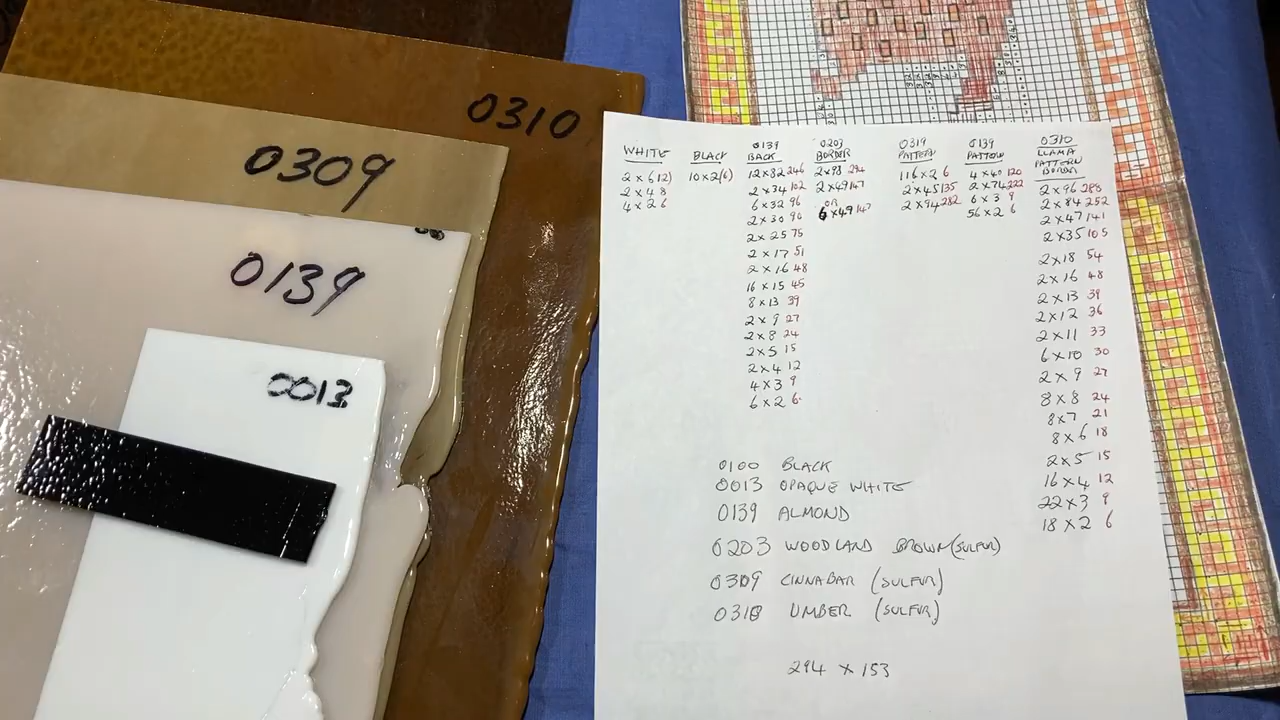 0310
0309
0139
0013
WHITE
2 × 6 12)
2 × 4 8
4 × 2 6
BLACK
10 × 2 (6)
0139
BACK
12 × 82 246
2 × 34 102
6 × 32 96
2 × 30 90
2 × 25 75
2 × 17 51
2 × 16 48
16 × 15 45
8 × 13 39
2 × 9 27
2 × 8 24
2 × 5 15
2 × 4 12
4 × 3 9
6 × 2 6
0203
BORDER
2 × 98 294
2 × 49 147
OR
6 × 49 147
0319
PATTERN
116 × 2 6
2 × 45 135
2 × 94 282
0139
PATTERN
4 × 40 120
2 × 74 222
6 × 3 9
56 × 2 6
0310
LLAMA
PATTERN
BORDER
2 × 96 288
2 × 84 252
2 × 47 141
2 × 35 105
2 × 18 54
2 × 16 48
2 × 13 39
2 × 12 36
2 × 11 33
6 × 10 30
2 × 9 27
8 × 8 24
8 × 7 21
8 × 6 18
2 × 5 15
16 × 4 12
22 × 3 9
18 × 2 6
0100 BLACK
0013 OPAQUE WHITE
0139 ALMOND
0203 WOODLAND BROWN (SULFUR)
0309 CINNABAR (SULFUR)
0310 UMBER (SULFUR)
294 × 153